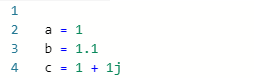 1
2 a = 1
3 b = 1.1
4 c = 1 + 1j